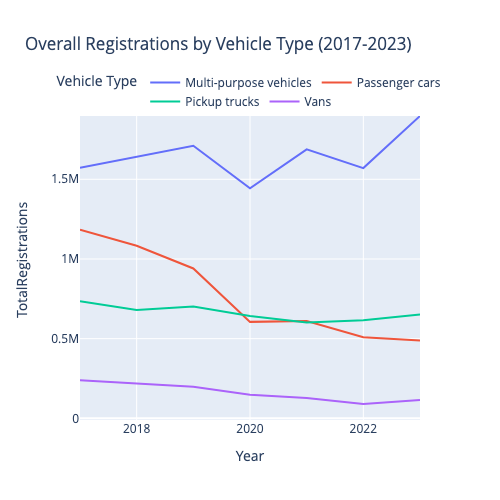 Overall Registrations by Vehicle Type (2017-2023)
Vehicle Type
Multi-purpose vehicles
Passenger cars
Pickup trucks
Vans
1.5M
1M
0.5M
0
TotalRegistrations
2018
2020
2022
Year